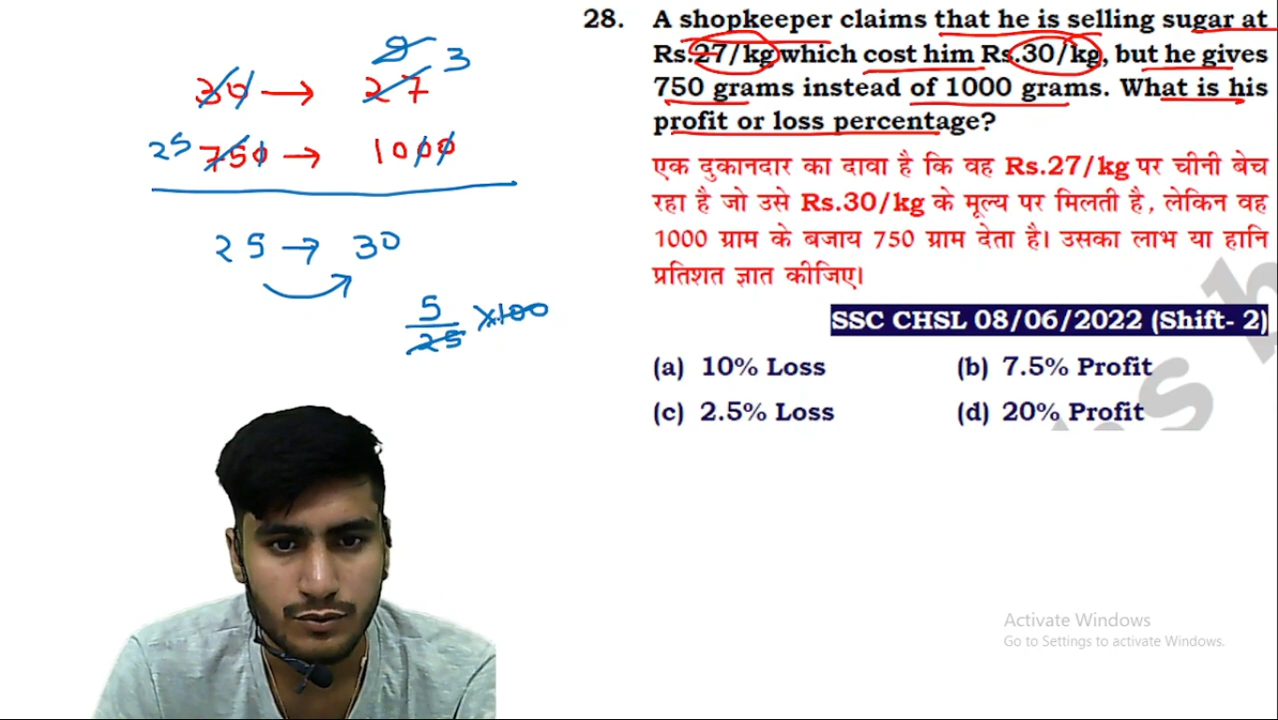 28. A shopkeeper claims that he is selling sugar at
Rs.27/kg which cost him Rs.30/kg, but he gives
750 grams instead of 1000 grams. What is his
profit or loss percentage?
एक दुकानदार का दावा है कि वह Rs.27/kg पर चीनी बेच
रहा है जो उसे Rs.30/kg के मूल्य पर मिलती है, लेकिन वह
1000 ग्राम के बजाय 750 ग्राम देता है। उसका लाभ या हानि
प्रतिशत ज्ञात कीजिए।
SSC CHSL 08/06/2022 (Shift- 2)
(a) 10% Loss (b) 7.5% Profit
(c) 2.5% Loss (d) 20% Profit
9 3
30 → 27
25 750 → 1000
25 → 30
5
25 ×100
Activate Windows
Go to Settings to activate Windows.